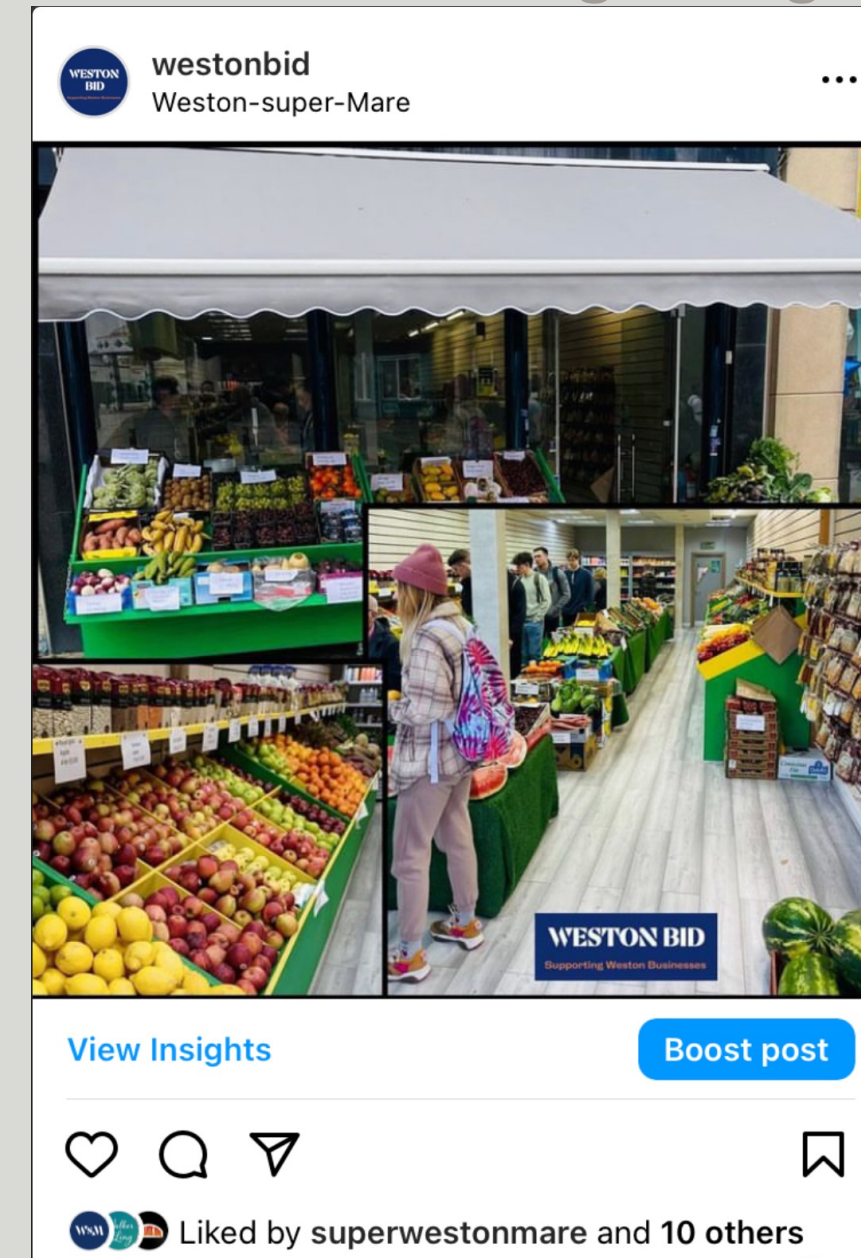 WESTON
BID
westonbid
Weston-super-Mare
WESTON BID
Supporting Weston Businesses
View Insights
Boost post
W8M
Liked by superwestonmare and 10 others